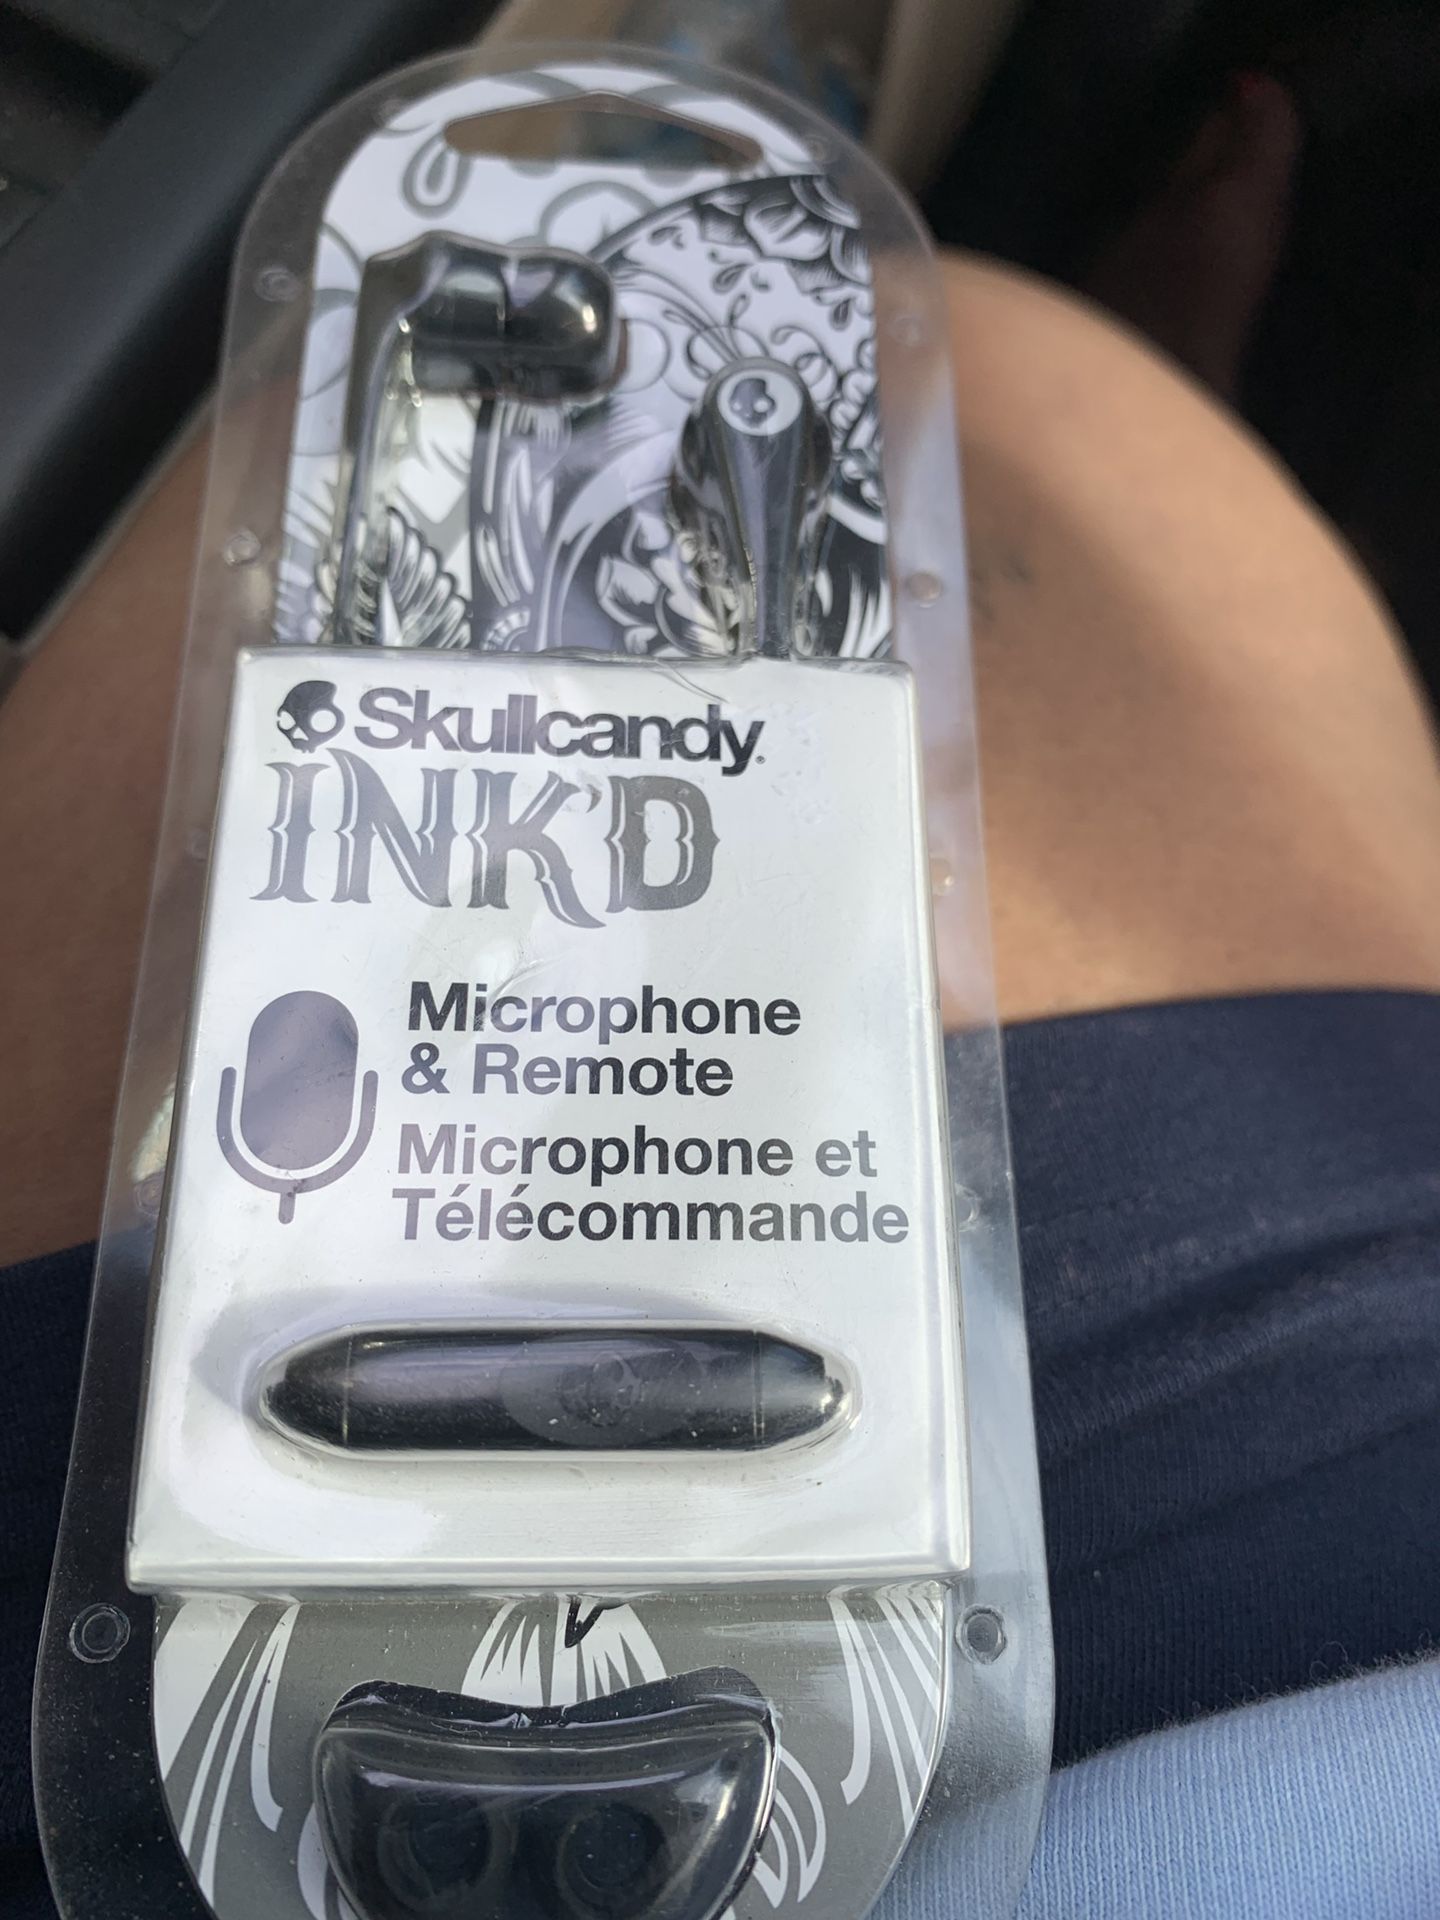 Skullcandy®
INK'D
Microphone
& Remote
Microphone et
Télécommande